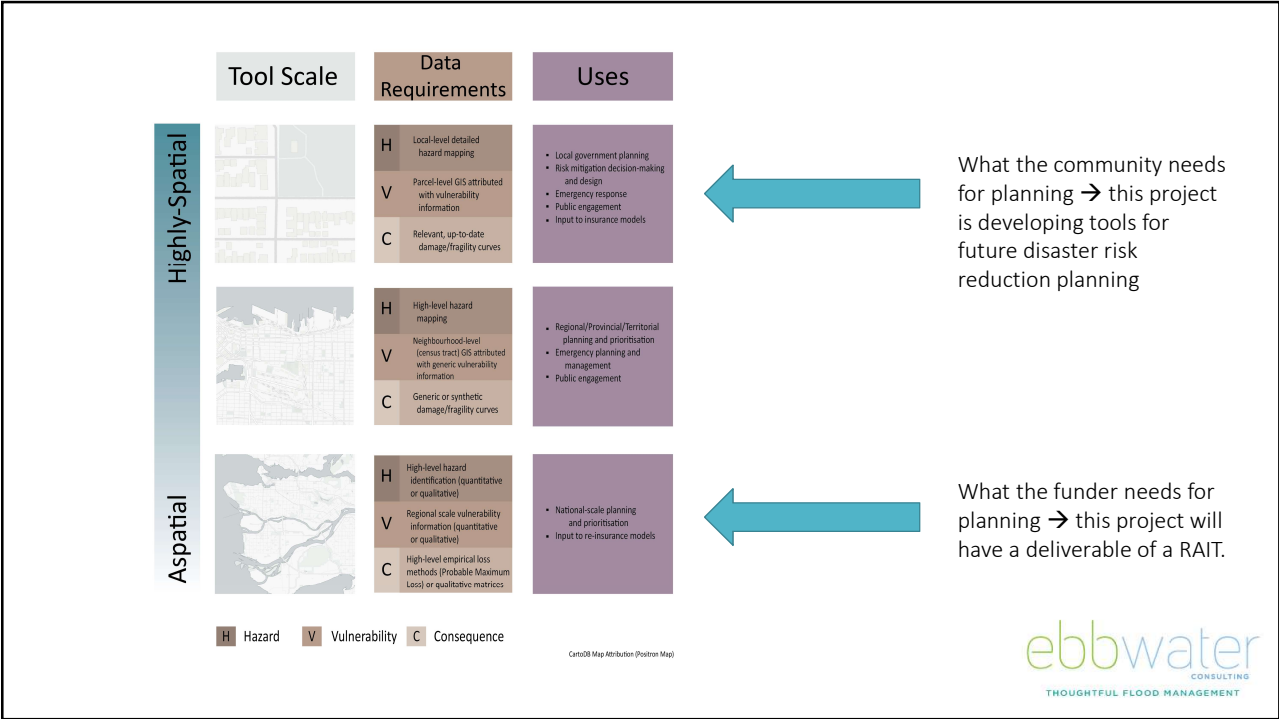 Tool Scale
Data
Requirements
Uses
Highly-Spatial
Aspatial
H
Local-level detailed
hazard mapping
V
Parcel-level GIS attributed
with vulnerability
information
C
Relevant, up-to-date
damage/fragility curves
• Local government planning
• Risk mitigation decision-making
and design
• Emergency response
• Public engagement
• Input to insurance models
What the community needs
for planning → this project
is developing tools for
future disaster risk
reduction planning
H
High-level hazard
mapping
V
Neighbourhood-level
(census tract) GIS attributed
with generic vulnerability
information
C
Generic or synthetic
damage/fragility curves
• Regional/Provincial/Territorial
planning and prioritisation
• Emergency planning and
management
• Public engagement
H
High-level hazard
identification (quantitative
or qualitative)
V
Regional scale vulnerability
information (quantitative
or qualitative)
C
High-level empirical loss
methods (Probable Maximum
Loss) or qualitative matrices
• National-scale planning
and prioritisation
• Input to re-insurance models
What the funder needs for
planning → this project will
have a deliverable of a RAIT.
H Hazard V Vulnerability C Consequence
CartoDB Map Attribution (Positron Map)
ebbwater
CONSULTING
THOUGHTFUL FLOOD MANAGEMENT